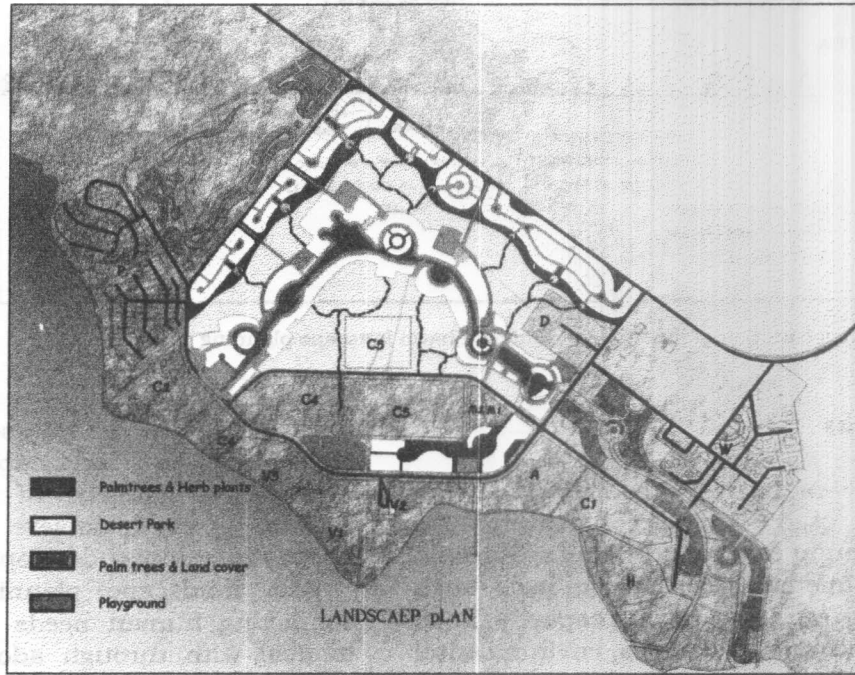 D
C5
C3
C4
C5
M.M.M.I
C6
V3
A
W
V2
C1
V1
H
Palmtrees & Herb plants
Desert Park
Palm trees & Land cover
Playground
LANDSCAEP pLAN